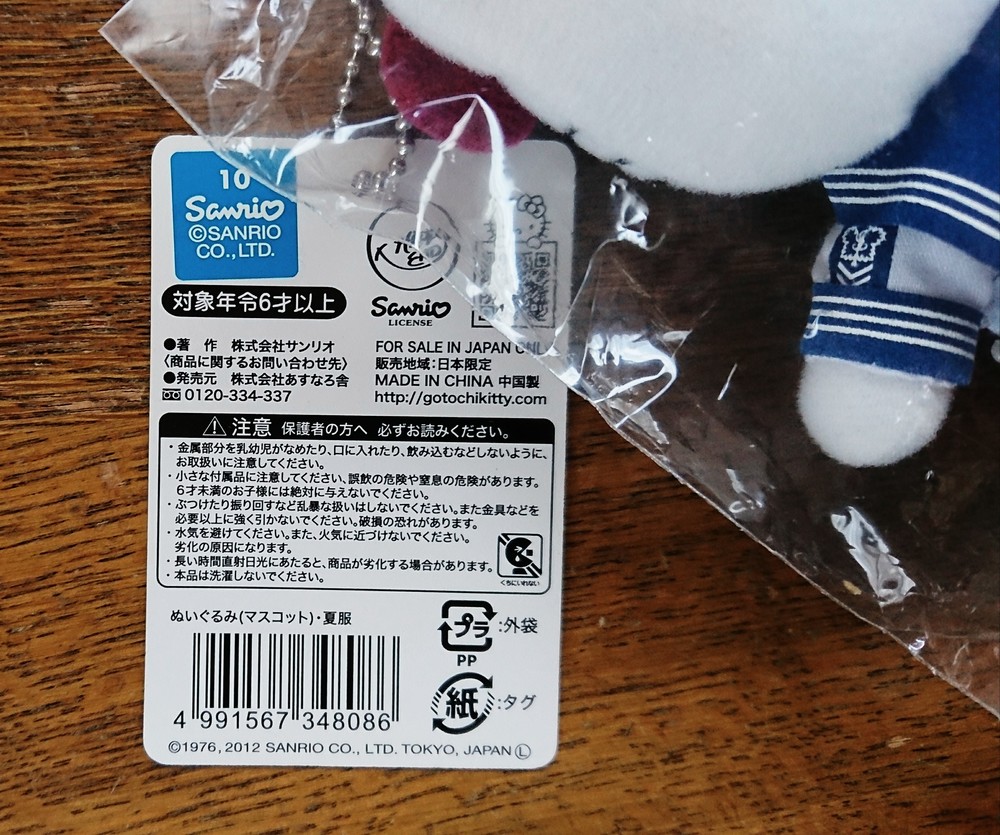 10
Sanrio
©SANRIO
CO.,LTD.
Sanrio
LICENSE
対象年令6才以上
●著 作 株式会社サンリオ
〈商品に関するお問い合わせ先〉
●発売元 株式会社あすなろ舎
0120-334-337
FOR SALE IN JAPAN
販売地域:日本限定
MADE IN CHINA 中国製
http://gotochikitty.com
注意 保護者の方へ 必ずお読みください。
・金属部分を乳幼児がなめたり、口に入れたり、飲み込むなどしないように、
お取扱いに注意してください。
・小さな付属品に注意してください、誤飲の危険や窒息の危険があります。
6才未満のお子様には絶対に与えないでください。
・ぶつけたり振り回すなど乱暴な扱いはしないでください。また金具などを
必要以上に強く引かないでください。破損の恐れがあります。
・水気を避けてください。また、火気に近づけないでください。
劣化の原因になります。
・長い時間直射日光にあたると、商品が劣化する場合があります。
・本品は洗濯しないでください。
くちにいれない
ぬいぐるみ(マスコット)・夏服
プラ:外袋
PP
紙:タグ
4 991567 348086
©1976, 2012 SANRIO CO., LTD. TOKYO, JAPAN Ⓛ